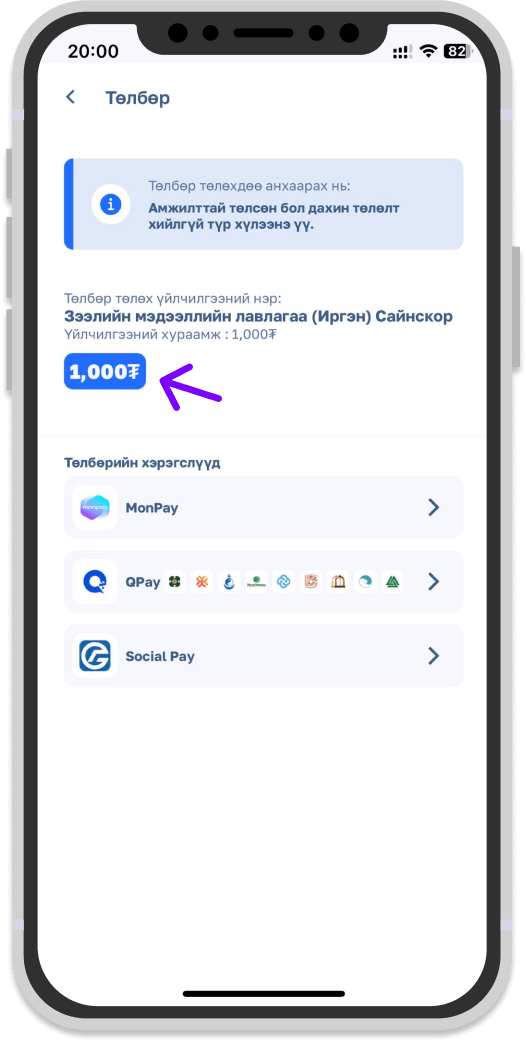 20:00
82
Төлбөр
Төлбөр төлөхдөө анхаарах нь:
Амжилттай төлсөн бол дахин төлөлт
хийлгүй түр хүлээнэ үү.
Төлбөр төлөх үйлчилгээний нэр:
Зээлийн мэдээллийн лавлагаа (Иргэн) Сайнскор
Үйлчилгээний хураамж : 1,000₮
1,000₮
Төлбөрийн хэрэгслүүд
monpay
MonPay
QPay
Social Pay